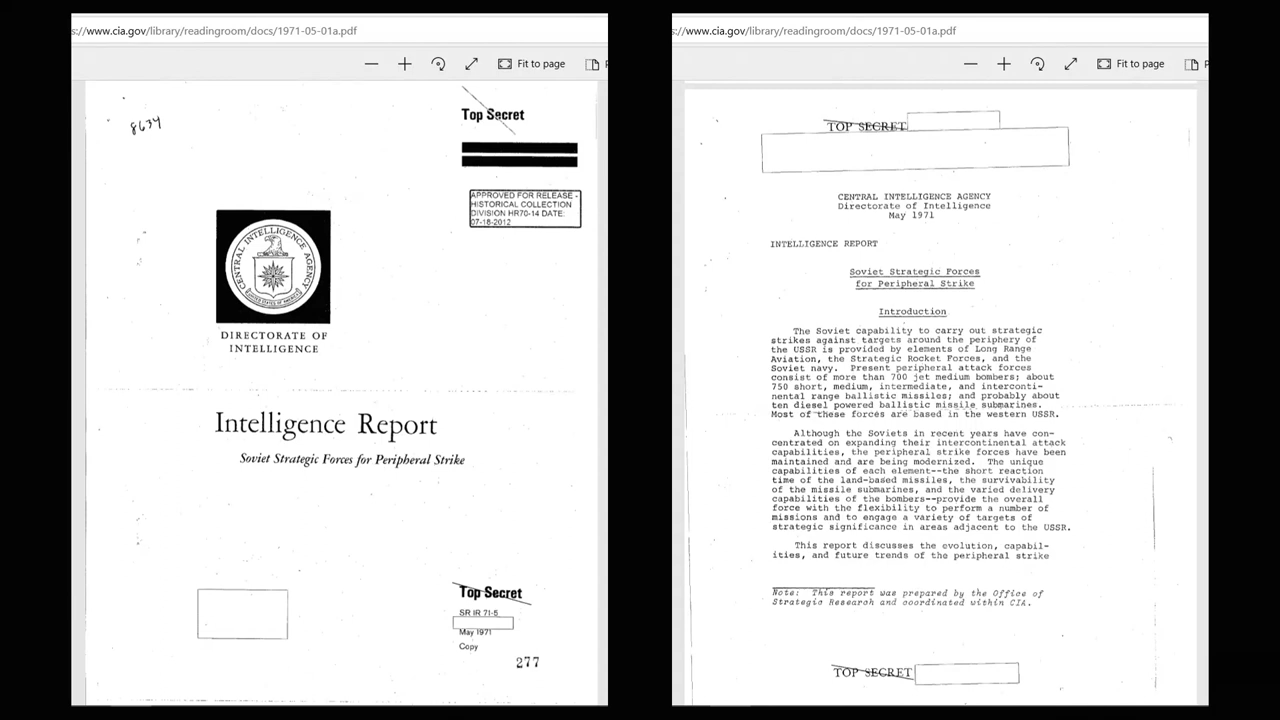 s://www.cia.gov/library/readingroom/docs/1971-05-01a.pdf
Fit to page
8634
Top Secret
APPROVED FOR RELEASE -
HISTORICAL COLLECTION
DIVISION HR70-14 DATE:
07-18-2012
CENTRAL INTELLIGENCE AGENCY
UNITED STATES OF AMERICA
DIRECTORATE OF
INTELLIGENCE
Intelligence Report
Soviet Strategic Forces for Peripheral Strike
Top Secret
SR IR 71-5
May 1971
Copy
277
s://www.cia.gov/library/readingroom/docs/1971-05-01a.pdf
Fit to page
TOP SECRET
CENTRAL INTELLIGENCE AGENCY
Directorate of Intelligence
May 1971
INTELLIGENCE REPORT
Soviet Strategic Forces
for Peripheral Strike
Introduction
The Soviet capability to carry out strategic
strikes against targets around the periphery of
the USSR is provided by elements of Long Range
Aviation, the Strategic Rocket Forces, and the
Soviet navy. Present peripheral attack forces
consist of more than 700 jet medium bombers; about
750 short, medium, intermediate, and interconti-
nental range ballistic missiles; and probably about
ten diesel powered ballistic missile submarines.
Most of these forces are based in the western USSR.
Although the Soviets in recent years have con-
centrated on expanding their intercontinental attack
capabilities, the peripheral strike forces have been
maintained and are being modernized. The unique
capabilities of each element--the short reaction
time of the land-based missiles, the survivability
of the missile submarines, and the varied delivery
capabilities of the bombers--provide the overall
force with the flexibility to perform a number of
missions and to engage a variety of targets of
strategic significance in areas adjacent to the USSR.
This report discusses the evolution, capabil-
ities, and future trends of the peripheral strike
Note: This report was prepared by the Office of
Strategic Research and coordinated within CIA.
TOP SECRET